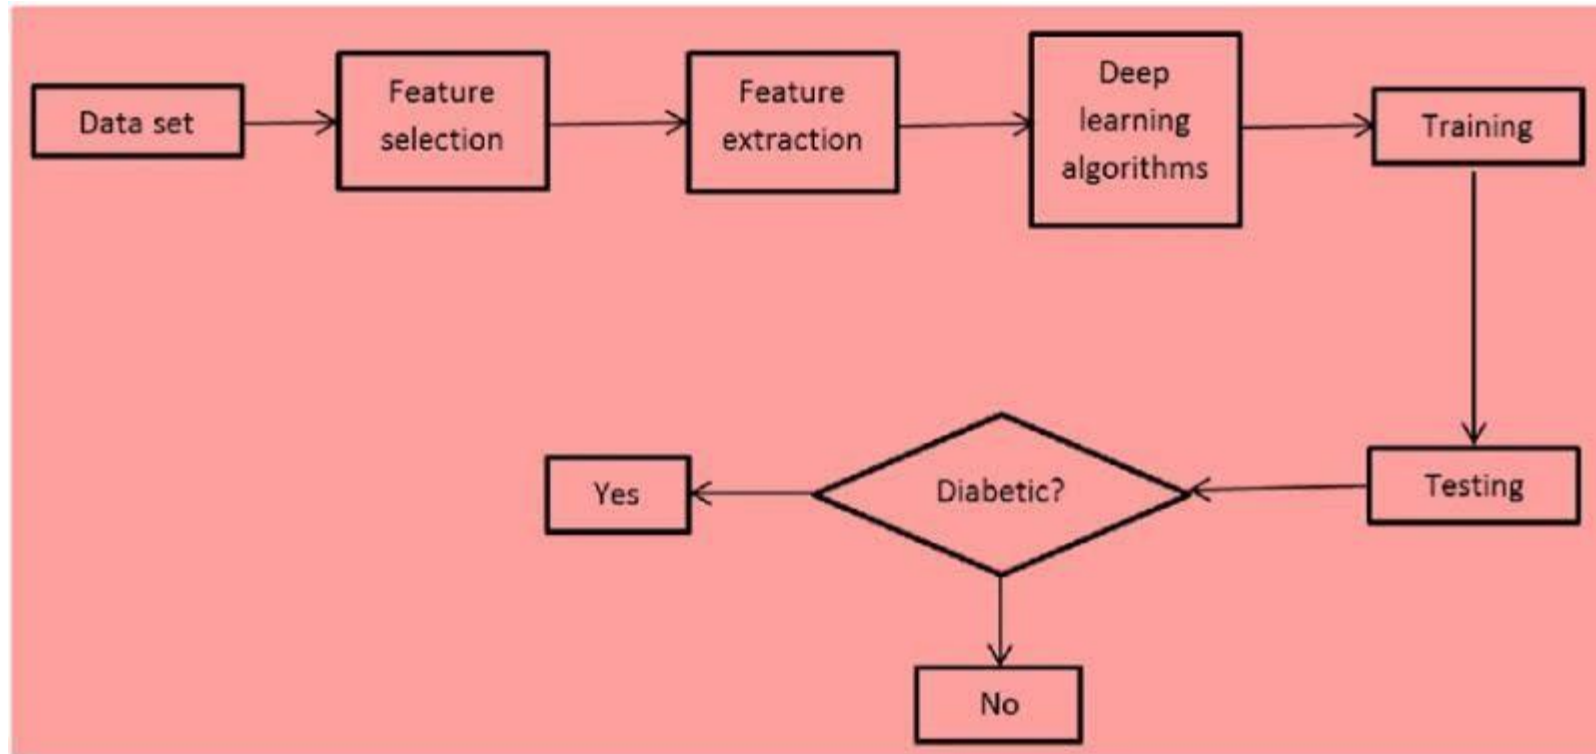 Data set
Feature
selection
Feature
extraction
Deep
learning
algorithms
Training
Testing
Diabetic?
Yes
No